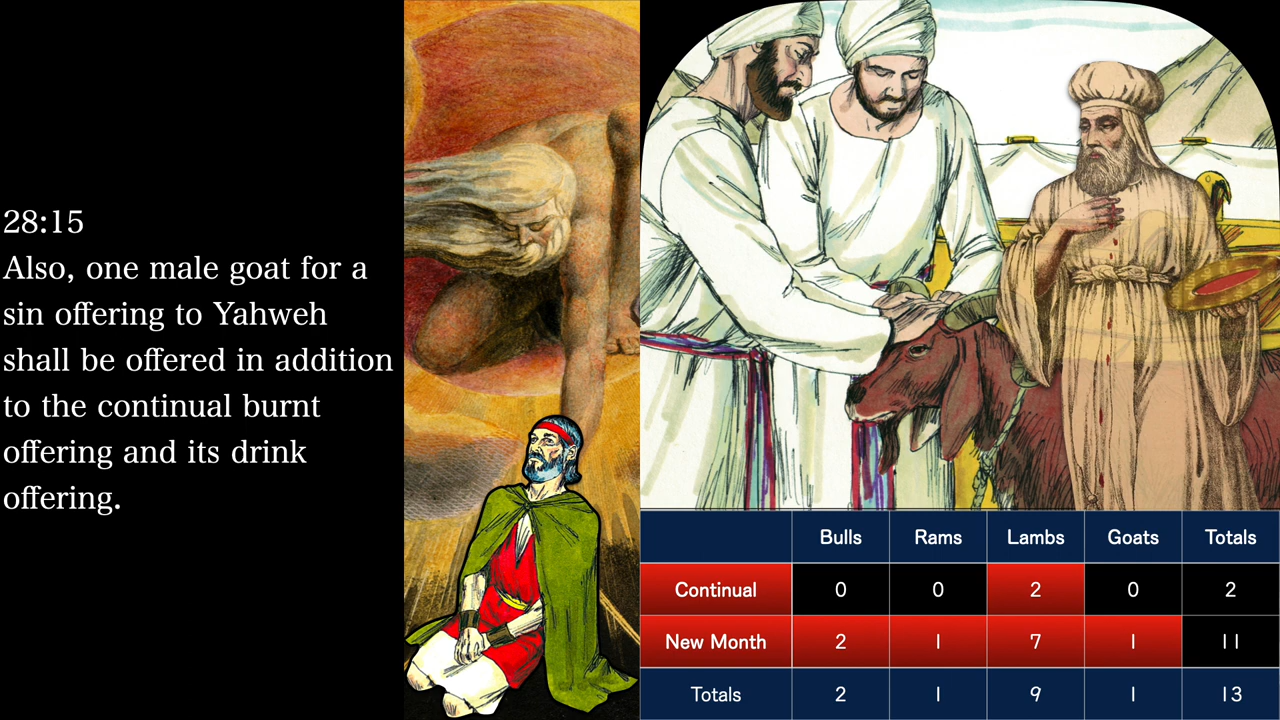 28:15
Also, one male goat for a
sin offering to Yahweh
shall be offered in addition
to the continual burnt
offering and its drink
offering.
Bulls Rams Lambs Goats Totals
Continual 0 0 2 0 2
New Month 2 1 7 1 11
Totals 2 1 9 1 13